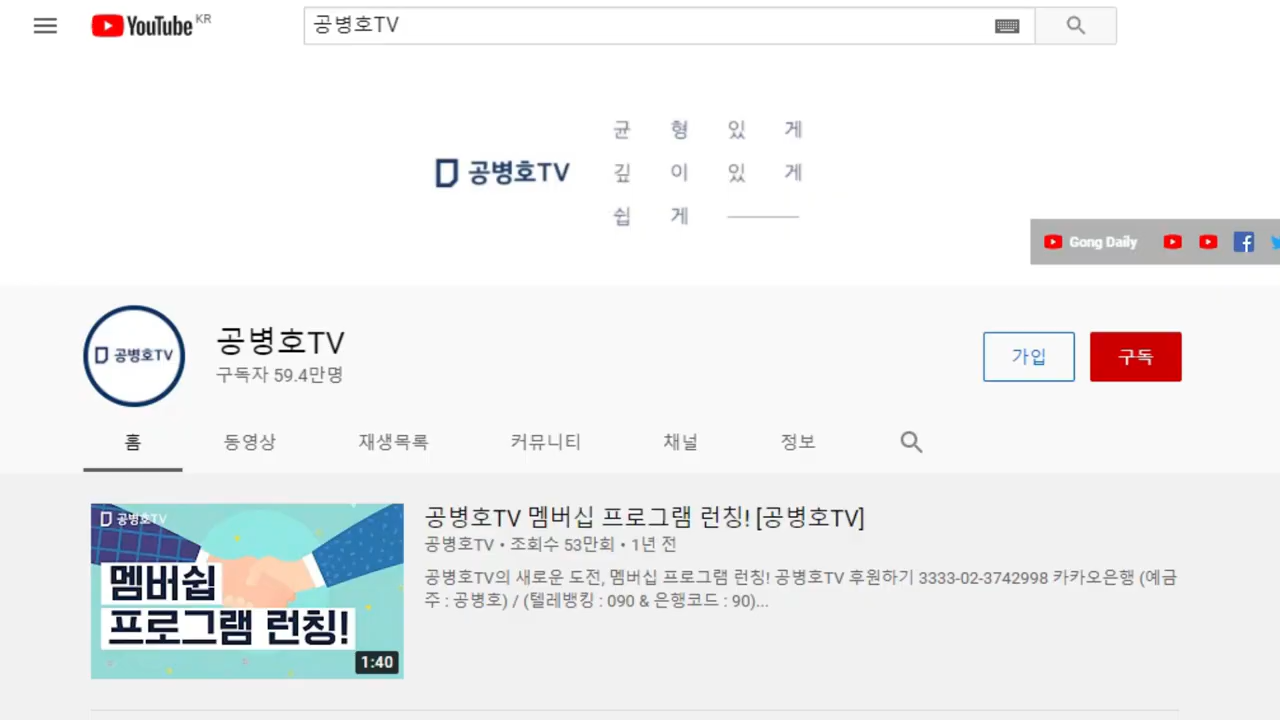 YouTube KR
공병호TV
균 형 있 게
공병호TV
깊 이 있 게
쉽 게
Gong Daily
공병호TV
공병호TV
구독자 59.4만명
가입
구독
홈
동영상
재생목록
커뮤니티
채널
정보
공병호TV
멤버쉽
프로그램 런칭!
1:40
공병호TV 멤버십 프로그램 런칭! [공병호TV]
공병호TV • 조회수 53만회 • 1년 전
공병호TV의 새로운 도전, 멤버십 프로그램 런칭! 공병호TV 후원하기 3333-02-3742998 카카오은행 (예금
주 : 공병호) / (텔레뱅킹 : 090 & 은행코드 : 90)...